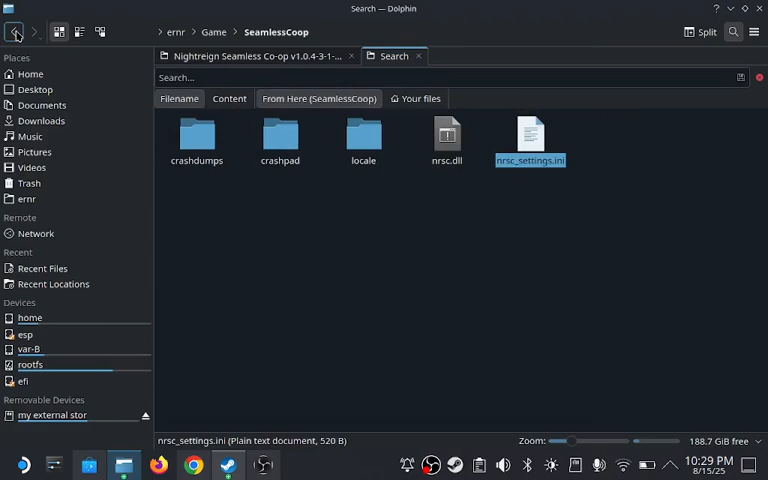 Search — Dolphin
ernr
Game
SeamlessCoop
Split
Places
Home
Desktop
Documents
Downloads
Music
Pictures
Videos
Trash
ernr
Remote
Network
Recent
Recent Files
Recent Locations
Devices
home
esp
var-B
rootfs
efi
Removable Devices
my external stor
Nightreign Seamless Co-op v1.0.4-3-1-...
Search
Search...
Filename
Content
From Here (SeamlessCoop)
Your files
crashdumps
crashpad
locale
nrsc.dll
nrsc_settings.ini
nrsc_settings.ini (Plain text document, 520 B)
Zoom:
188.7 GiB free
10:29 PM
8/15/25